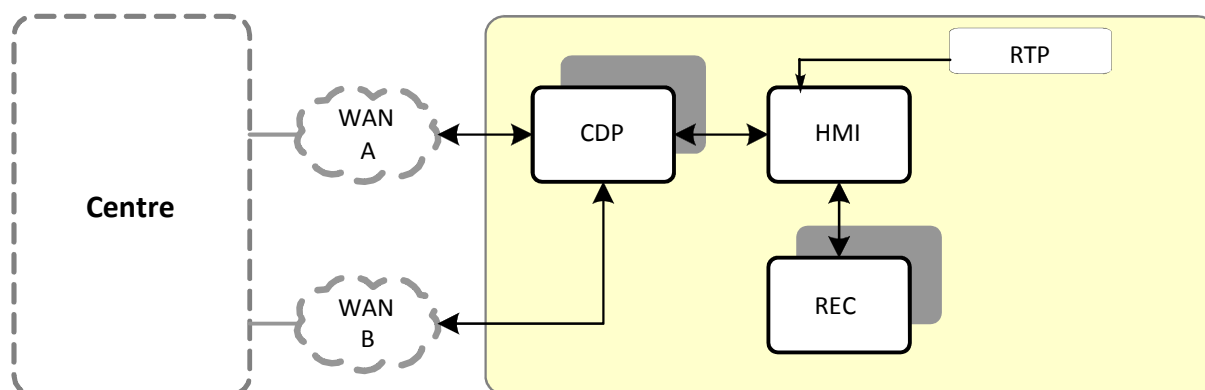 RTP
WAN
A
CDP
HMI
Centre
WAN
B
REC